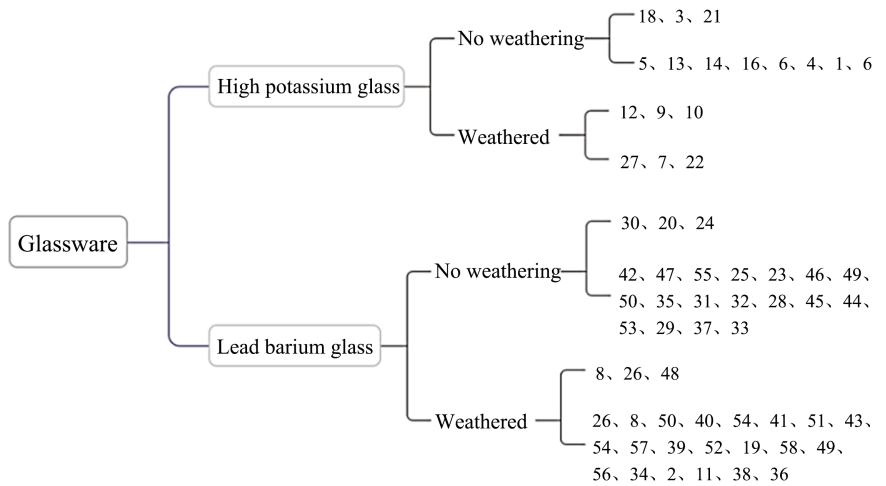 Glassware
High potassium glass
No weathering
18、3、21
5、13、14、16、6、4、1、6
Weathered
12、9、10
27、7、22
Lead barium glass
No weathering
30、20、24
42、47、55、25、23、46、49、
50、35、31、32、28、45、44、
53、29、37、33
Weathered
8、26、48
26、8、50、40、54、41、51、43、
54、57、39、52、19、58、49、
56、34、2、11、38、36